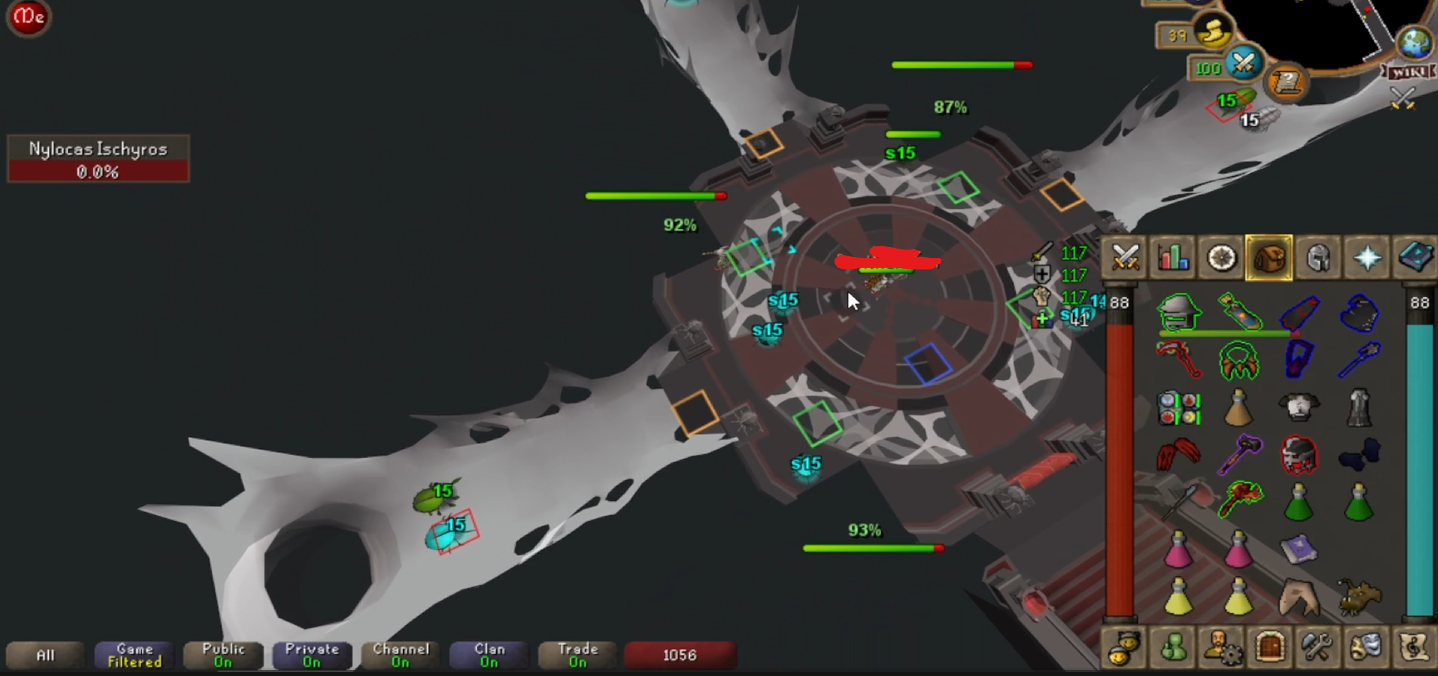 Me
39
100
WIKI
15
15
87%
s15
Nylocas Ischyros
0.0%
92%
117
117
117
41
88
88
s15
s15
s15
15
15
93%
All
Game
Filtered
Public
On
Private
On
Channel
On
Clan
On
Trade
On
1056